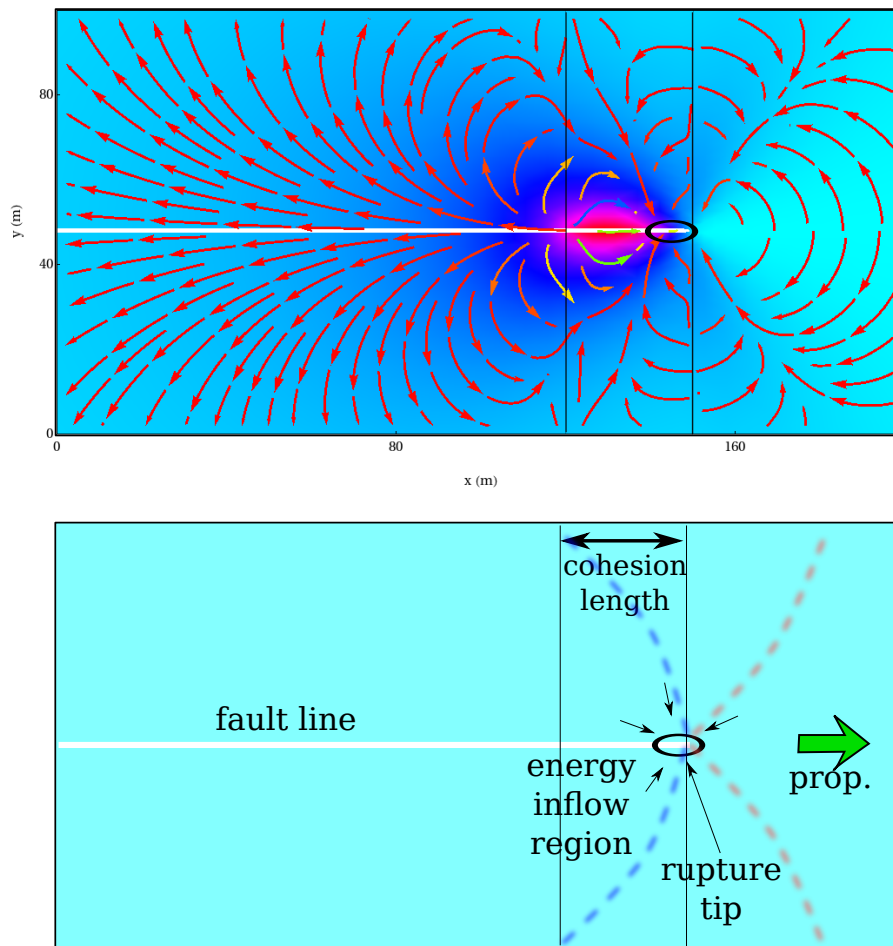 80
y (m)
40
0
0
80
160
x (m)
cohesion
length
fault line
energy
inflow
region
prop.
rupture
tip